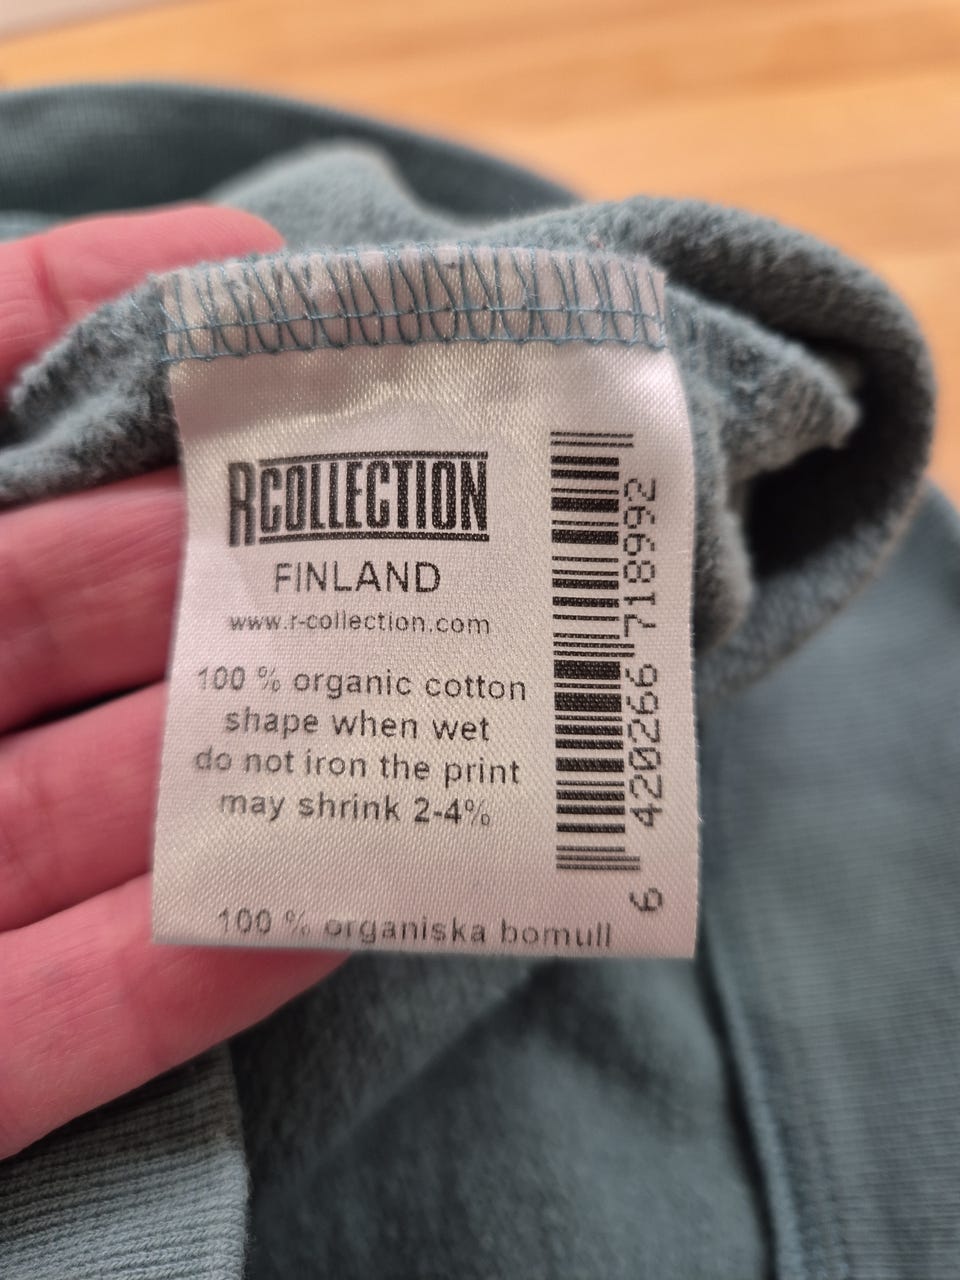 RCOLLECTION
FINLAND
www.r-collection.com
100 % organic cotton
shape when wet
do not iron the print
may shrink 2-4%
100 % organiska bomull
6 420266 718992